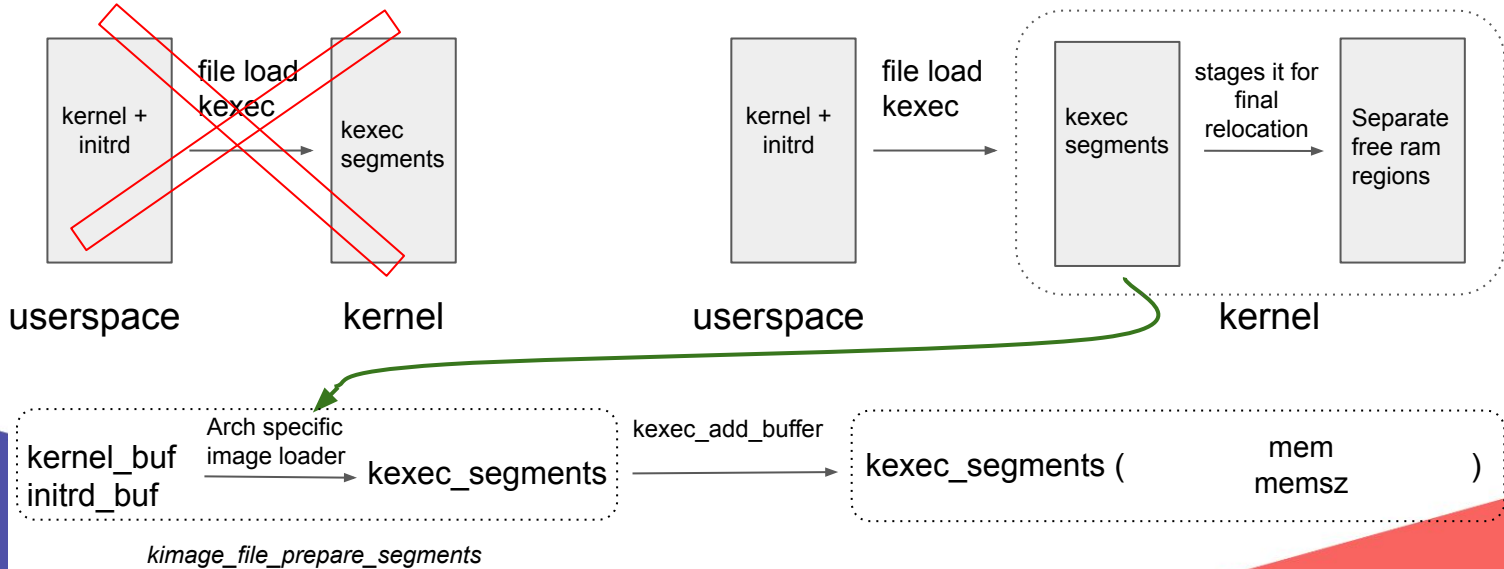 kernel +
initrd
file load
kexec
kexec
segments
userspace
kernel
kernel +
initrd
file load
kexec
kexec
segments
stages it for
final
relocation
Separate
free ram
regions
userspace
kernel
kernel_buf
initrd_buf
Arch specific
image loader
kexec_segments
kexec_add_buffer
kexec_segments (
mem
memsz
)
kimage_file_prepare_segments